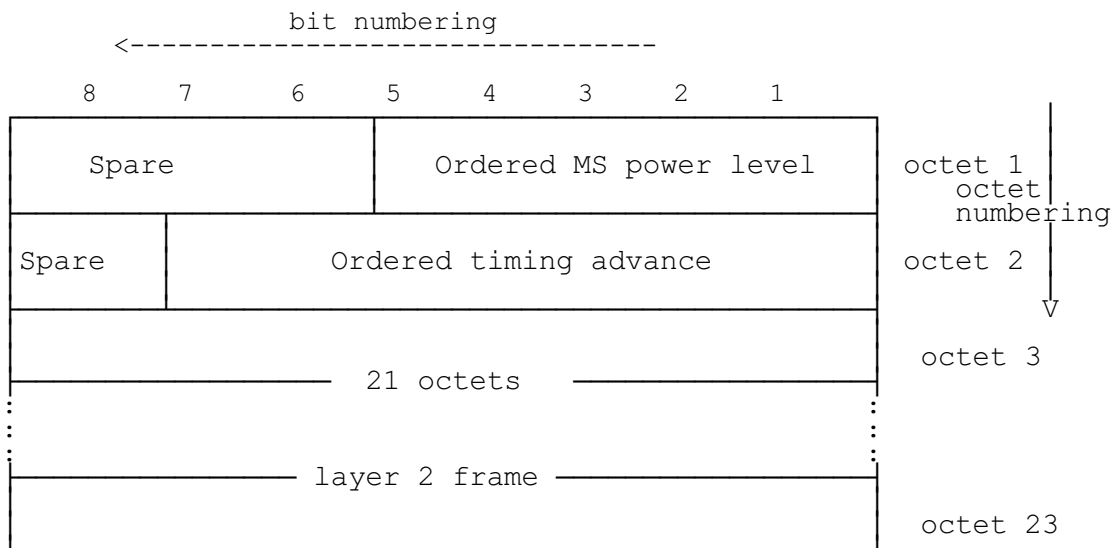 bit numbering
<---------------------------------
8 7 6 5 4 3 2 1
Spare Ordered MS power level octet 1
octet
numbering
Spare Ordered timing advance octet 2
V
octet 3
21 octets
layer 2 frame
octet 23